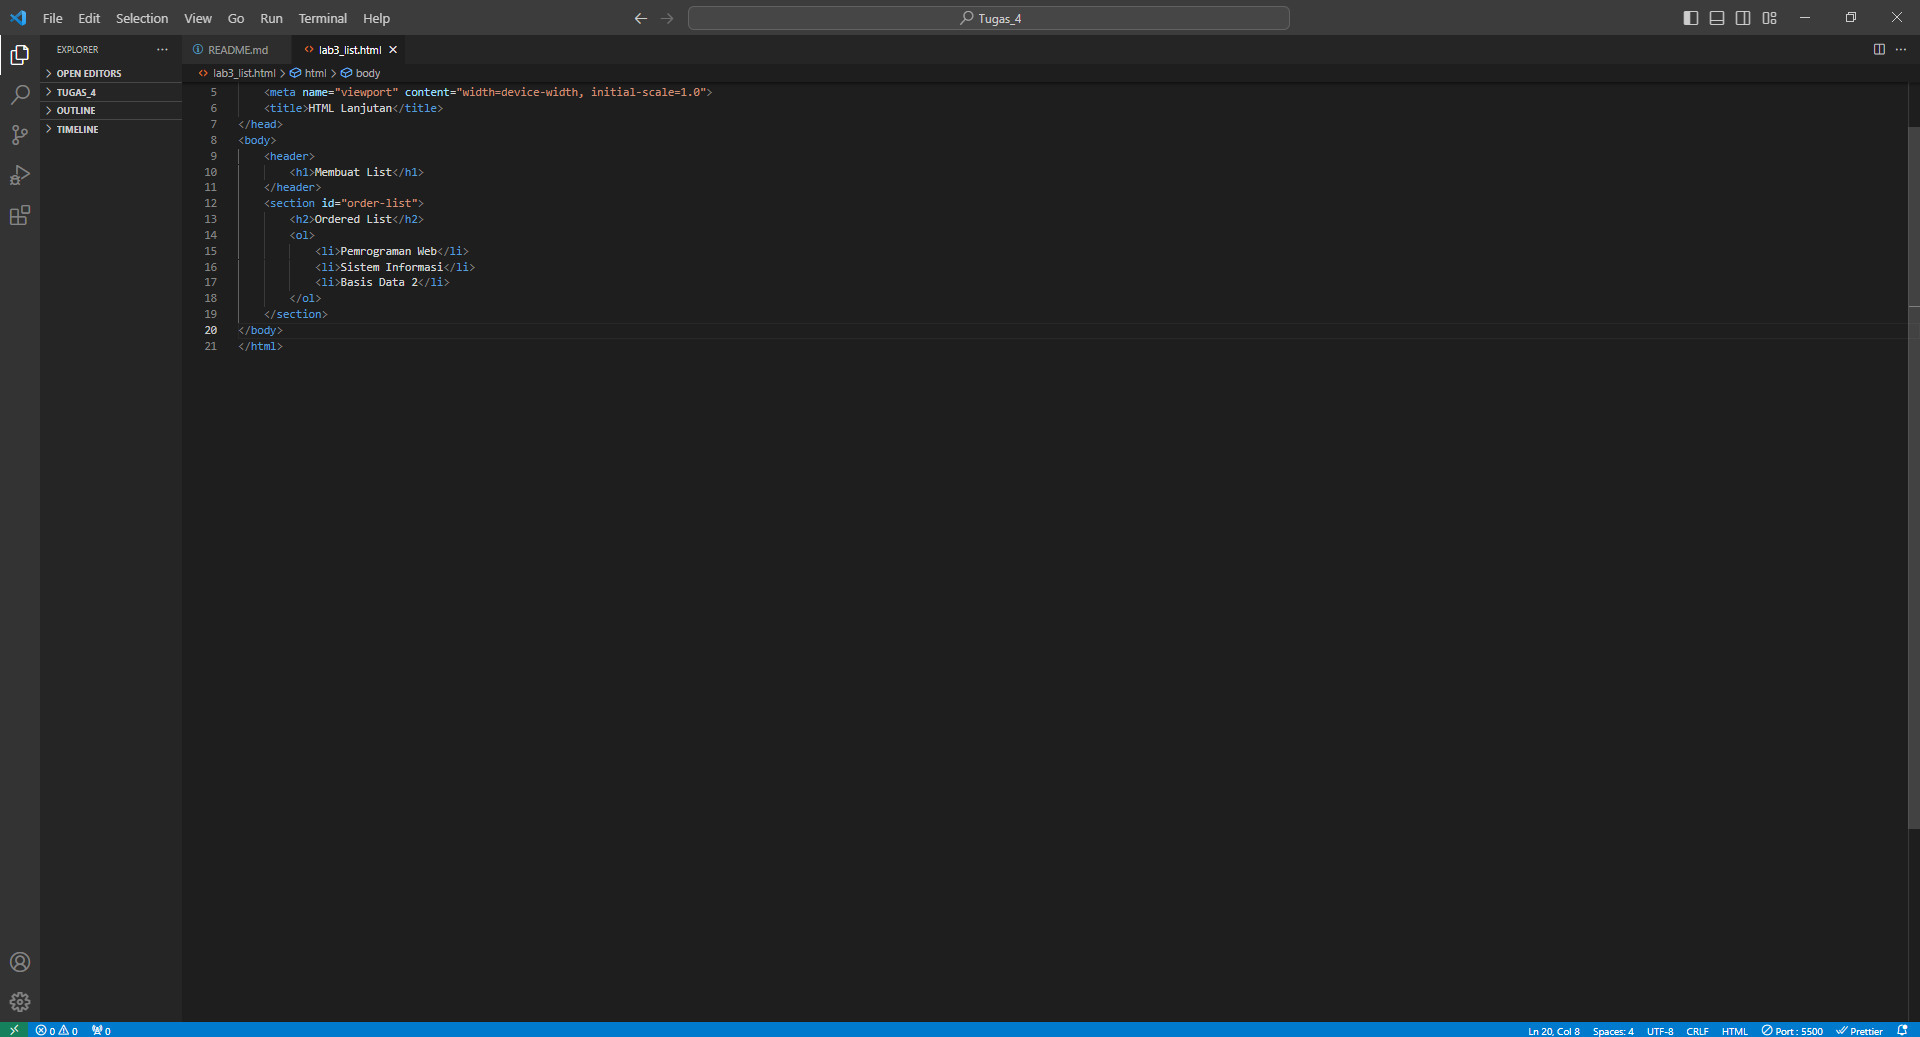 File Edit Selection View Go Run Terminal Help
Tugas_4
EXPLORER
OPEN EDITORS
TUGAS_4
OUTLINE
TIMELINE
README.md
lab3_list.html
lab3_list.html > html > body
5 <meta name="viewport" content="width=device-width, initial-scale=1.0">
6 <title>HTML Lanjutan</title>
7 </head>
8 <body>
9 <header>
10 <h1>Membuat List</h1>
11 </header>
12 <section id="order-list">
13 <h2>Ordered List</h2>
14 <ol>
15 <li>Pemrograman Web</li>
16 <li>Sistem Informasi</li>
17 <li>Basis Data 2</li>
18 </ol>
19 </section>
20 </body>
21 </html>
0 0 0
Ln 20, Col 8 Spaces: 4 UTF-8 CRLF HTML Port : 5500 Prettier